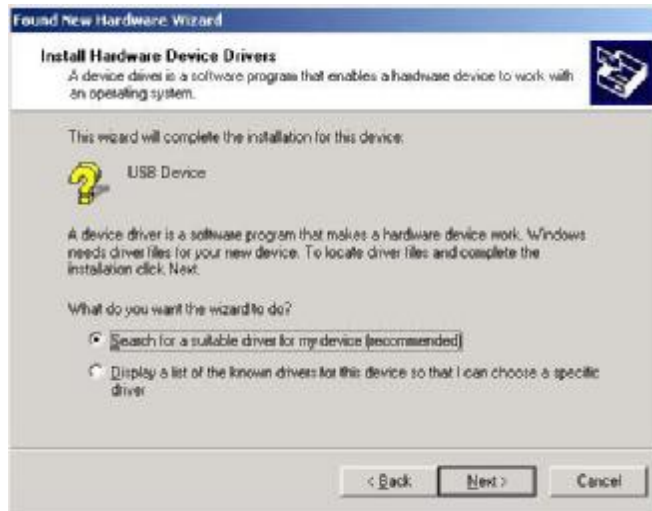 Found New Hardware Wizard
Install Hardware Device Drivers
A device driver is a software program that enables a hardware device to work with
an operating system.
This wizard will complete the installation for this device:
USB Device
A device driver is a software program that makes a hardware device work. Windows
needs driver files for your new device. To locate driver files and complete the
installation click Next.
What do you want the wizard to do?
Search for a suitable driver for my device (recommended)
Display a list of the known drivers for this device so that I can choose a specific
driver
< Back
Next >
Cancel